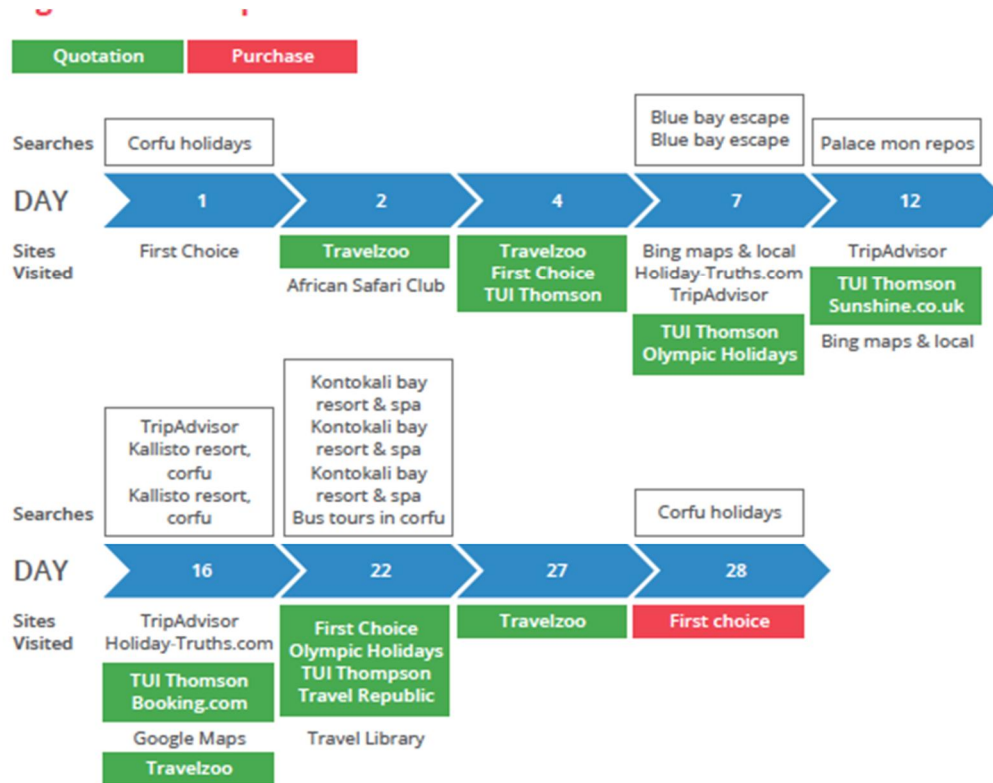 Quotation
Purchase
Searches
Corfu holidays
Blue bay escape
Blue bay escape
Palace mon repos
DAY
1
2
4
7
12
Sites
Visited
First Choice
Travelzoo
African Safari Club
Travelzoo
First Choice
TUI Thomson
Bing maps & local
Holiday-Truths.com
TripAdvisor
TUI Thomson
Olympic Holidays
TripAdvisor
TUI Thomson
Sunshine.co.uk
Bing maps & local
Searches
TripAdvisor
Kallisto resort,
corfu
Kallisto resort,
corfu
Kontokali bay
resort & spa
Kontokali bay
resort & spa
Kontokali bay
resort & spa
Bus tours in corfu
Corfu holidays
DAY
16
22
27
28
Sites
Visited
TripAdvisor
Holiday-Truths.com
TUI Thomson
Booking.com
Google Maps
Travelzoo
First Choice
Olympic Holidays
TUI Thompson
Travel Republic
Travel Library
Travelzoo
First choice